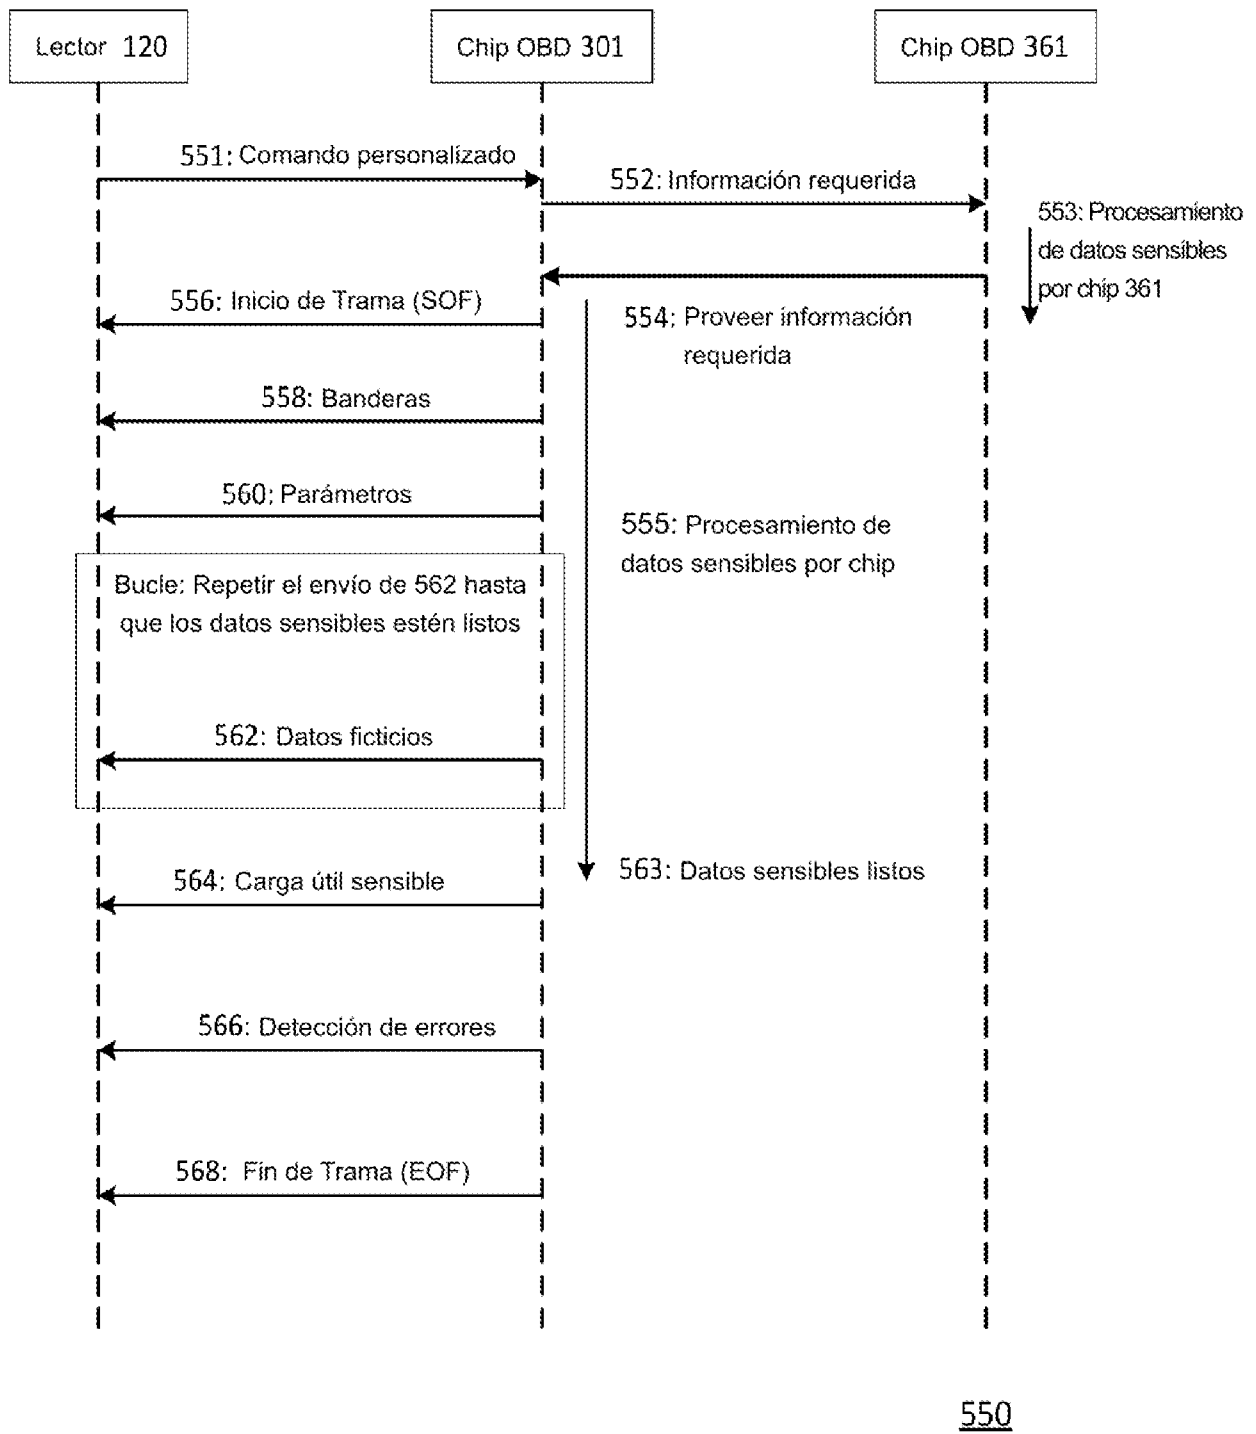 Lector 120
Chip OBD 301
Chip OBD 361
551: Comando personalizado
552: Información requerida
553: Procesamiento
de datos sensibles
por chip 361
556: Inicio de Trama (SOF)
554: Proveer información
requerida
558: Banderas
560: Parámetros
555: Procesamiento de
datos sensibles por chip
Bucle: Repetir el envío de 562 hasta
que los datos sensibles estén listos
562: Datos ficticios
563: Datos sensibles listos
564: Carga útil sensible
566: Detección de errores
568: Fin de Trama (EOF)
550